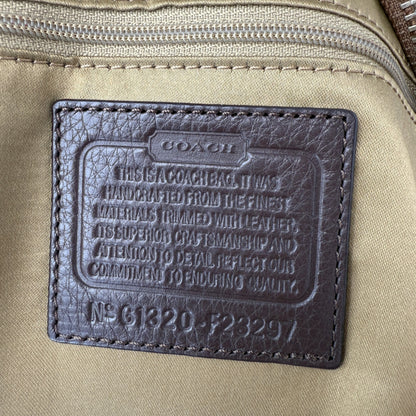 COACH
THIS IS A COACH BAG. IT WAS
HANDCRAFTED FROM THE FINEST
MATERIALS TRIMMED WITH LEATHER.
ITS SUPERIOR CRAFTSMANSHIP AND
ATTENTION TO DETAIL REFLECT OUR
COMMITMENT TO ENDURING QUALITY.
Nº G1320-F23297